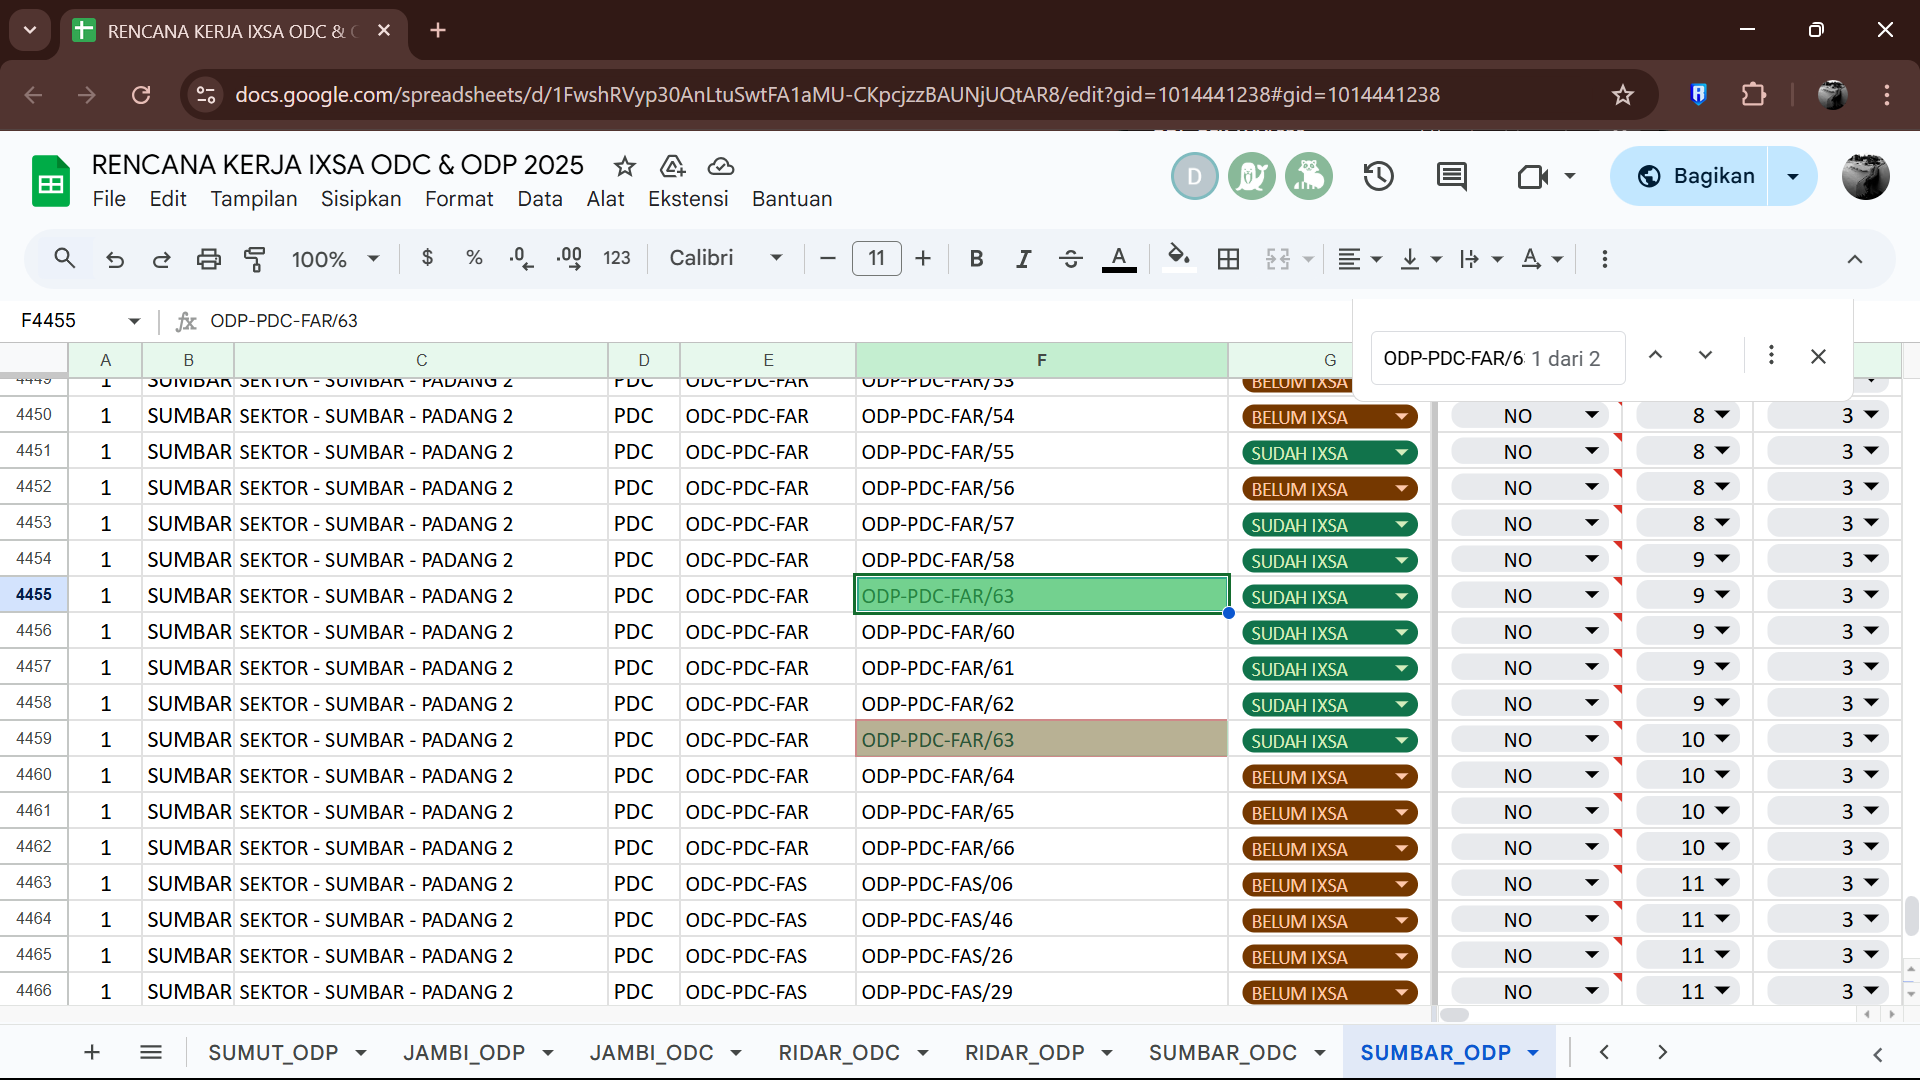 RENCANA KERJA IXSA ODC &
docs.google.com/spreadsheets/d/1FwshRVyp30AnLtuSwtFA1aMU-CKpcjzzBAUNjUQtAR8/edit?gid=1014441238#gid=1014441238
RENCANA KERJA IXSA ODC & ODP 2025
D
Bagikan
File Edit Tampilan Sisipkan Format Data Alat Ekstensi Bantuan
100% $ % .0 .00 123 Calibri 11 B I A A
F4455 fx ODP-PDC-FAR/63
ODP-PDC-FAR/6 1 dari 2
A B C D E F G
4449 1 SUMBAR SEKTOR - SUMBAR - PADANG 2 PDC ODC-PDC-FAR ODP-PDC-FAR/53 BELUM IXSA
4450 1 SUMBAR SEKTOR - SUMBAR - PADANG 2 PDC ODC-PDC-FAR ODP-PDC-FAR/54 BELUM IXSA NO 8 3
4451 1 SUMBAR SEKTOR - SUMBAR - PADANG 2 PDC ODC-PDC-FAR ODP-PDC-FAR/55 SUDAH IXSA NO 8 3
4452 1 SUMBAR SEKTOR - SUMBAR - PADANG 2 PDC ODC-PDC-FAR ODP-PDC-FAR/56 BELUM IXSA NO 8 3
4453 1 SUMBAR SEKTOR - SUMBAR - PADANG 2 PDC ODC-PDC-FAR ODP-PDC-FAR/57 SUDAH IXSA NO 8 3
4454 1 SUMBAR SEKTOR - SUMBAR - PADANG 2 PDC ODC-PDC-FAR ODP-PDC-FAR/58 SUDAH IXSA NO 9 3
4455 1 SUMBAR SEKTOR - SUMBAR - PADANG 2 PDC ODC-PDC-FAR ODP-PDC-FAR/63 SUDAH IXSA NO 9 3
4456 1 SUMBAR SEKTOR - SUMBAR - PADANG 2 PDC ODC-PDC-FAR ODP-PDC-FAR/60 SUDAH IXSA NO 9 3
4457 1 SUMBAR SEKTOR - SUMBAR - PADANG 2 PDC ODC-PDC-FAR ODP-PDC-FAR/61 SUDAH IXSA NO 9 3
4458 1 SUMBAR SEKTOR - SUMBAR - PADANG 2 PDC ODC-PDC-FAR ODP-PDC-FAR/62 SUDAH IXSA NO 9 3
4459 1 SUMBAR SEKTOR - SUMBAR - PADANG 2 PDC ODC-PDC-FAR ODP-PDC-FAR/63 SUDAH IXSA NO 10 3
4460 1 SUMBAR SEKTOR - SUMBAR - PADANG 2 PDC ODC-PDC-FAR ODP-PDC-FAR/64 BELUM IXSA NO 10 3
4461 1 SUMBAR SEKTOR - SUMBAR - PADANG 2 PDC ODC-PDC-FAR ODP-PDC-FAR/65 BELUM IXSA NO 10 3
4462 1 SUMBAR SEKTOR - SUMBAR - PADANG 2 PDC ODC-PDC-FAR ODP-PDC-FAR/66 BELUM IXSA NO 10 3
4463 1 SUMBAR SEKTOR - SUMBAR - PADANG 2 PDC ODC-PDC-FAS ODP-PDC-FAS/06 BELUM IXSA NO 11 3
4464 1 SUMBAR SEKTOR - SUMBAR - PADANG 2 PDC ODC-PDC-FAS ODP-PDC-FAS/46 BELUM IXSA NO 11 3
4465 1 SUMBAR SEKTOR - SUMBAR - PADANG 2 PDC ODC-PDC-FAS ODP-PDC-FAS/26 BELUM IXSA NO 11 3
4466 1 SUMBAR SEKTOR - SUMBAR - PADANG 2 PDC ODC-PDC-FAS ODP-PDC-FAS/29 BELUM IXSA NO 11 3
SUMUT_ODP JAMBI_ODP JAMBI_ODC RIDAR_ODC RIDAR_ODP SUMBAR_ODC SUMBAR_ODP